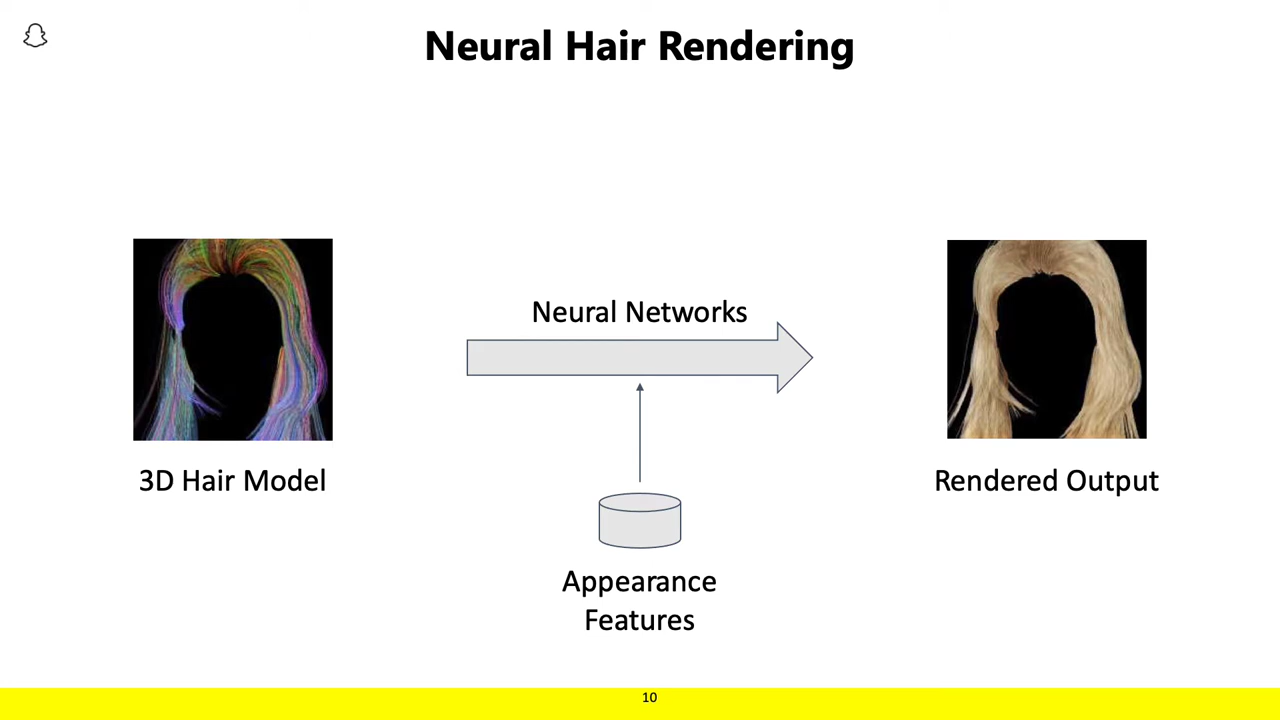 Neural Hair Rendering
Neural Networks
3D Hair Model
Rendered Output
Appearance
Features
10